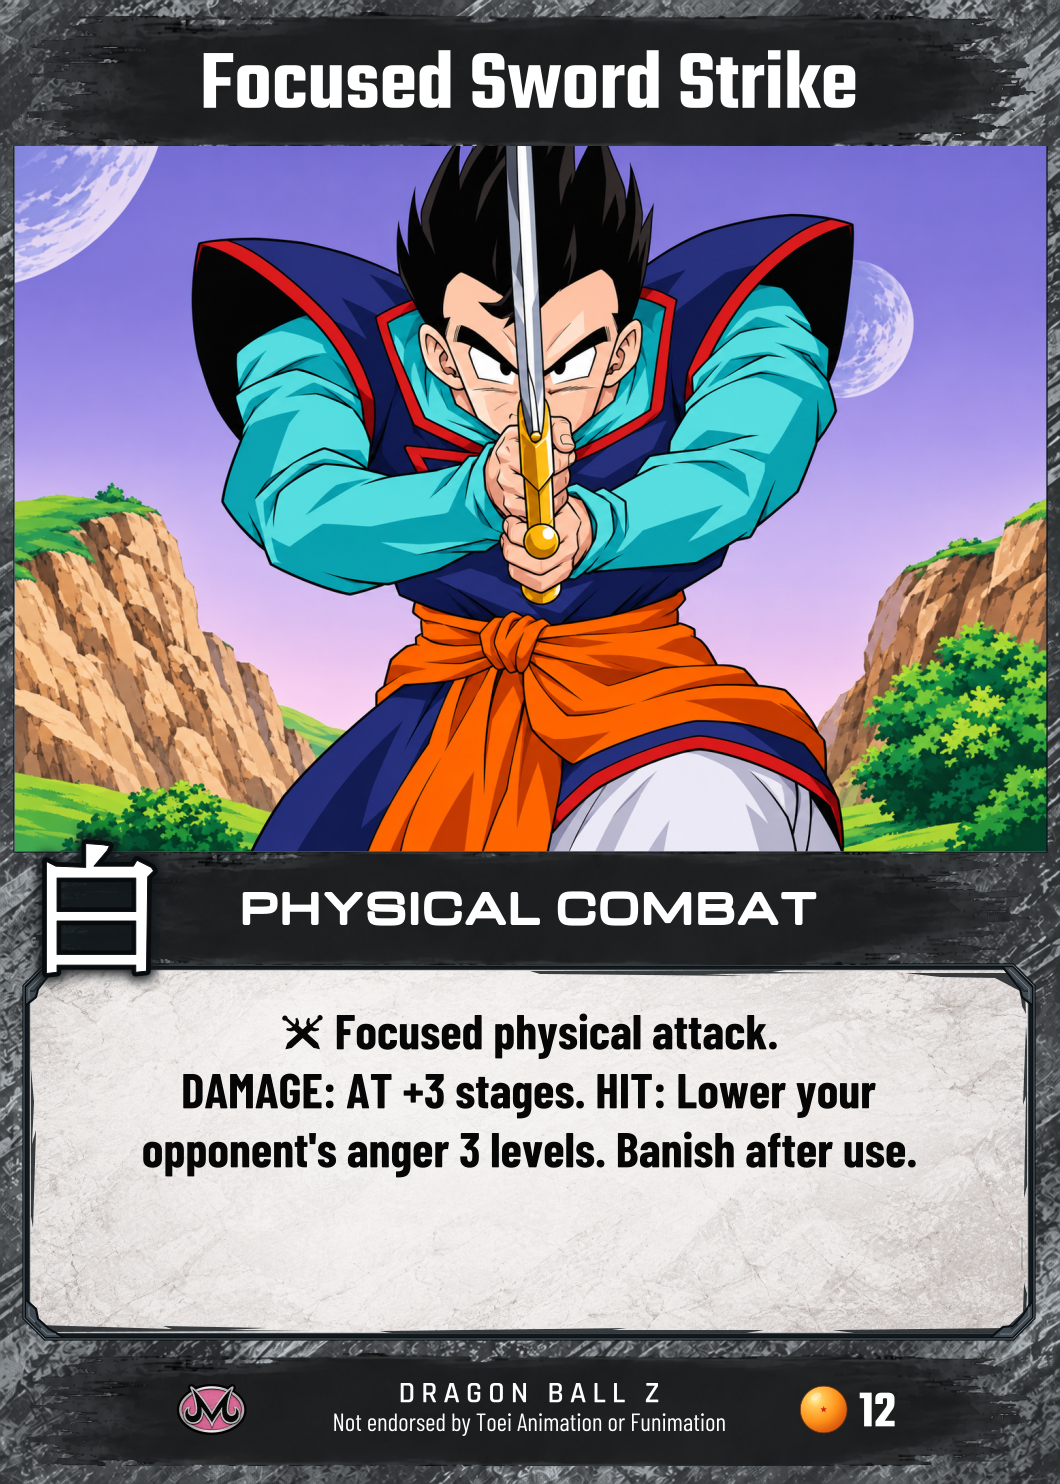 Focused Sword Strike
白
PHYSICAL COMBAT
Focused physical attack.
DAMAGE: AT +3 stages. HIT: Lower your
opponent's anger 3 levels. Banish after use.
DRAGON BALL Z
Not endorsed by Toei Animation or Funimation
12